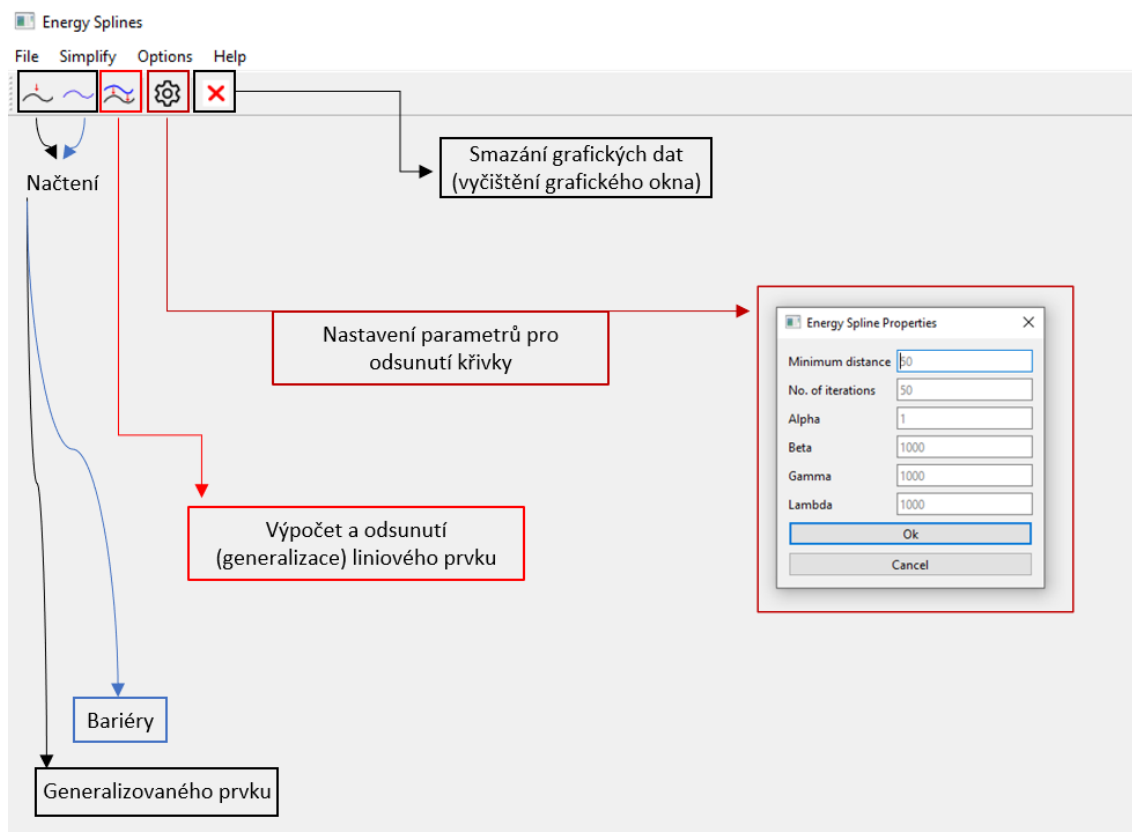 Energy Splines
File Simplify Options Help
Smazání grafických dat
(vyčištění grafického okna)
Načtení
Nastavení parametrů pro
odsunutí křivky
Energy Spline Properties
Minimum distance 50
No. of iterations 50
Alpha 1
Beta 1000
Gamma 1000
Lambda 1000
Ok
Cancel
Výpočet a odsunutí
(generalizace) liniového prvku
Bariéry
Generalizovaného prvku